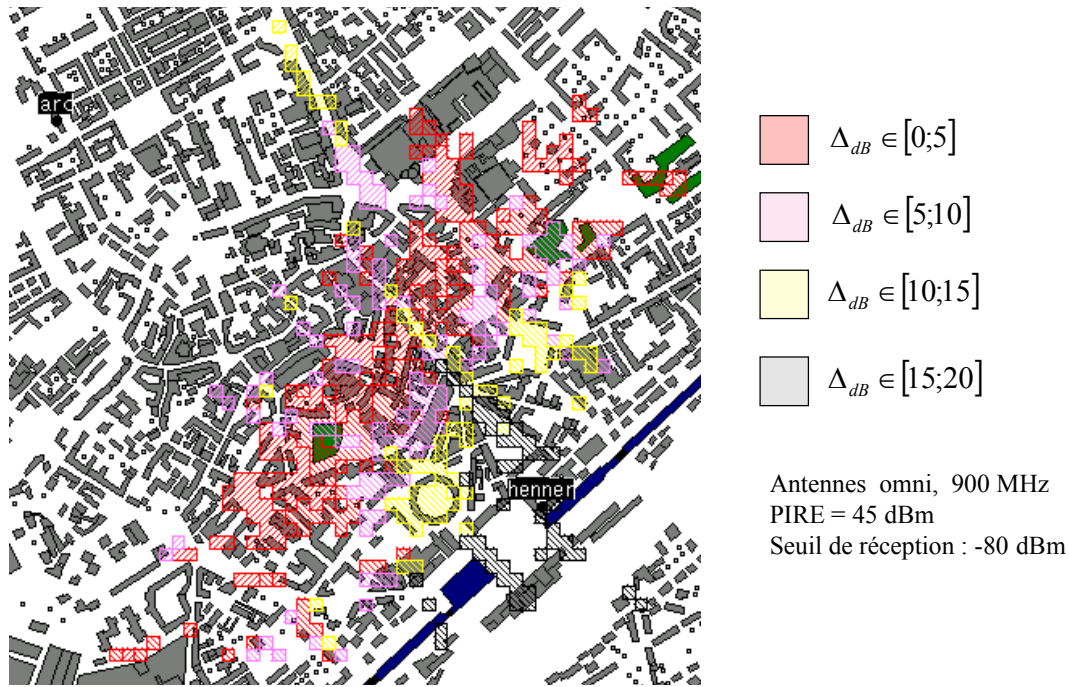 arc
henner
Δ_dB ∈ [0;5]
Δ_dB ∈ [5;10]
Δ_dB ∈ [10;15]
Δ_dB ∈ [15;20]
Antennes omni, 900 MHz
PIRE = 45 dBm
Seuil de réception : -80 dBm